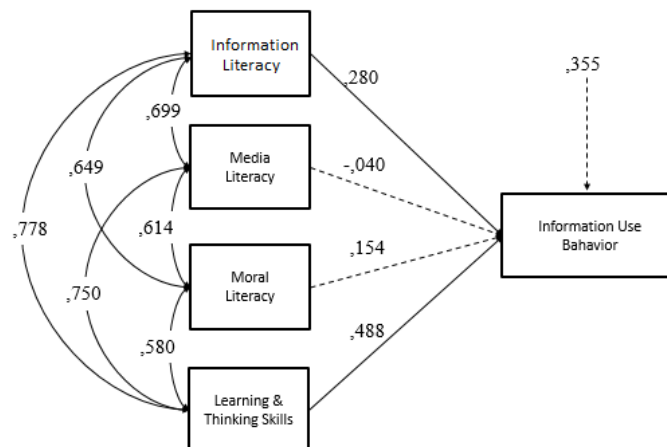 Information
Literacy
,355
,280
,699
,649
Media
Literacy
-,040
,778
,614
Information Use
Bahavior
,154
Moral
Literacy
,750
,488
,580
Learning &
Thinking Skills